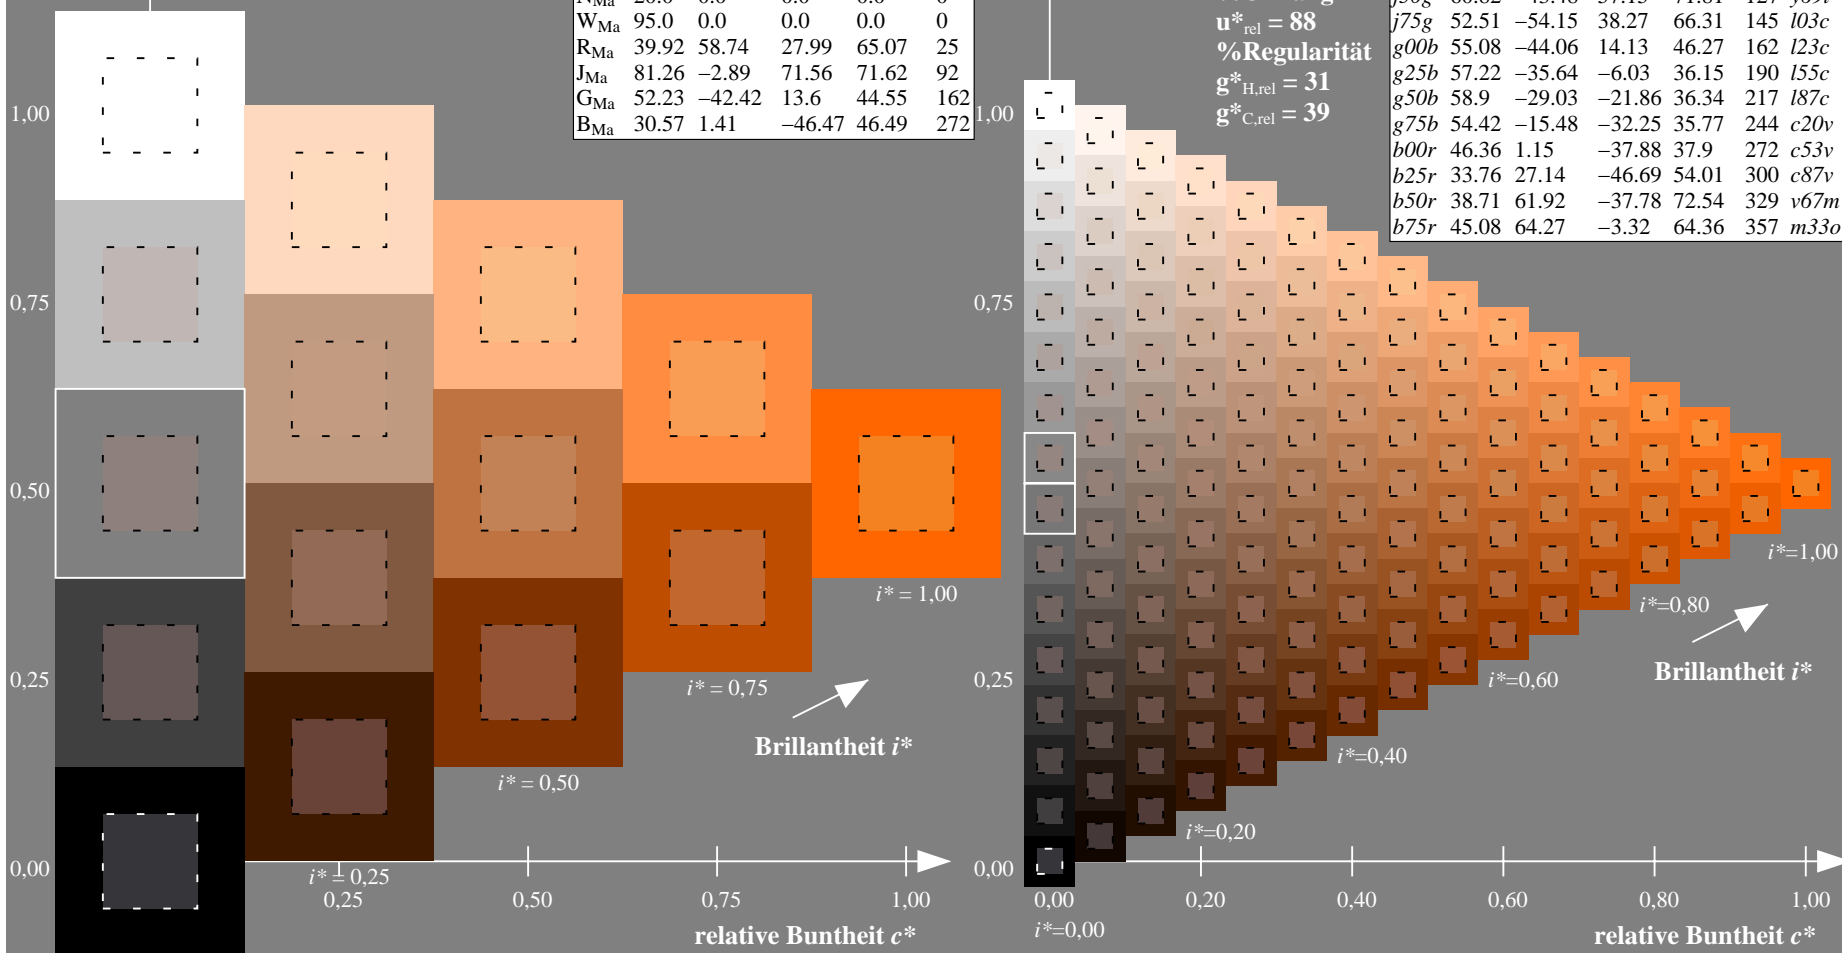 W_Ma 95.0 0.0 0.0 0.0 0
R_Ma 39.92 58.74 27.99 65.07 25
J_Ma 81.26 −2.89 71.56 71.62 92
G_Ma 52.23 −42.42 13.6 44.55 162
B_Ma 30.57 1.41 −46.47 46.49 272
u*rel = 88
%Regularität
g*H,rel = 31
g*C,rel = 39
j75g 52.51 −54.15 38.27 66.31 145 l03c
g00b 55.08 −44.06 14.13 46.27 162 l23c
g25b 57.22 −35.64 −6.03 36.15 190 l55c
g50b 58.9 −29.03 −21.86 36.34 217 l87c
g75b 54.42 −15.48 −32.25 35.77 244 c20v
b00r 46.36 1.15 −37.88 37.9 272 c53v
b25r 33.76 27.14 −46.69 54.01 300 c87v
b50r 38.71 61.92 −37.78 72.54 329 v67m
b75r 45.08 64.27 −3.32 64.36 357 m33o
1,00
0,75
0,50
0,25
0,00
i* = 1,00
i* = 0,75
Brillantheit i*
i* = 0,50
i* = 0,25
0,25 0,50 0,75 1,00
relative Buntheit c*
1,00
0,75
0,50
0,25
0,00
i*=1,00
i*=0,80
Brillantheit i*
i*=0,60
i*=0,40
i*=0,20
0,00 0,20 0,40 0,60 0,80 1,00
i*=0,00
relative Buntheit c*